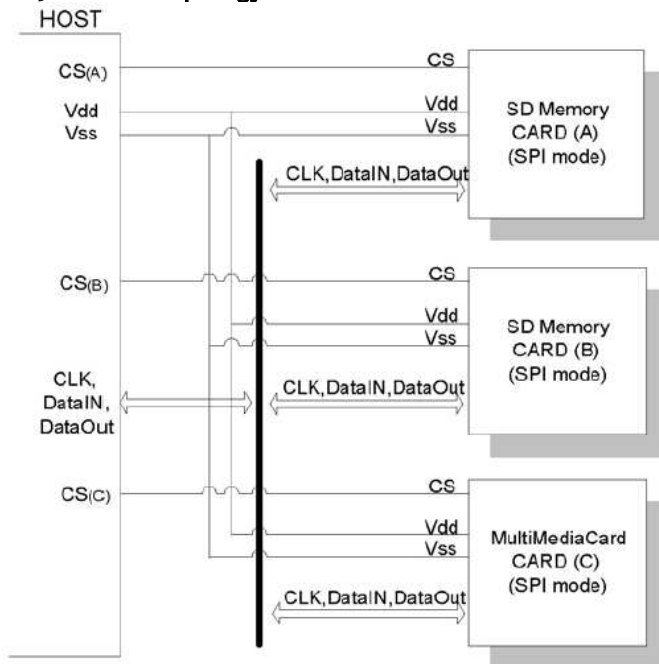 HOST
CS(A)
CS
Vdd
Vdd
Vss
Vss
SD Memory
CARD (A)
(SPI mode)
CLK,DataIN,DataOut
CS(B)
CS
Vdd
Vss
SD Memory
CARD (B)
(SPI mode)
CLK,
DataIN,
DataOut
CLK,DataIN,DataOut
CS(C)
CS
Vdd
Vss
MultiMediaCard
CARD (C)
(SPI mode)
CLK,DataIN,DataOut